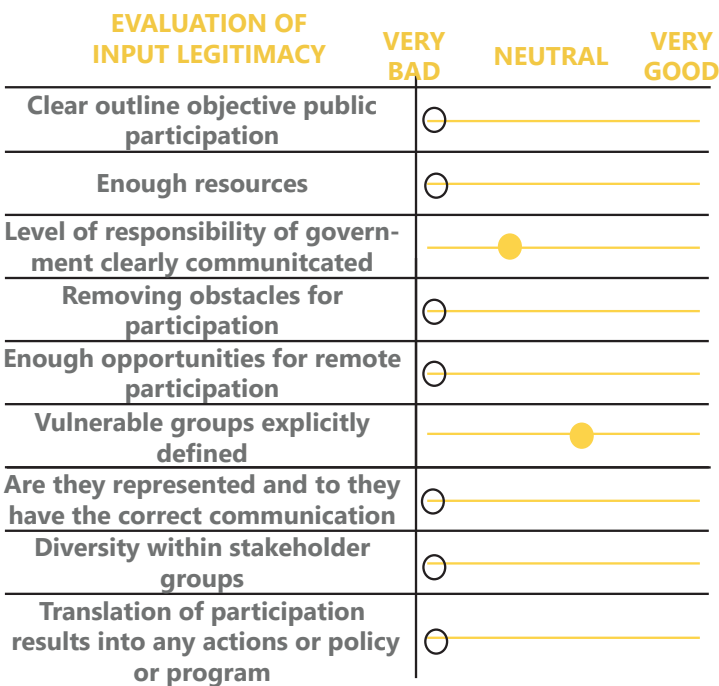 EVALUATION OF
INPUT LEGITIMACY
VERY
BAD
NEUTRAL
VERY
GOOD
Clear outline objective public
participation
Enough resources
Level of responsibility of govern-
ment clearly communitcated
Removing obstacles for
participation
Enough opportunities for remote
participation
Vulnerable groups explicitly
defined
Are they represented and to they
have the correct communication
Diversity within stakeholder
groups
Translation of participation
results into any actions or policy
or program